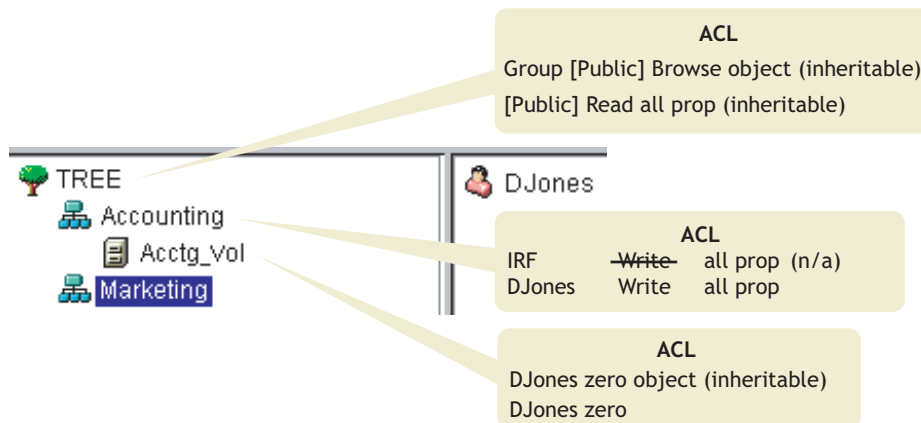 ACL
Group [Public] Browse object (inheritable)
[Public] Read all prop (inheritable)
TREE
DJones
Accounting
Acctg_Vol
Marketing
ACL
IRF Write all prop (n/a)
DJones Write all prop
ACL
DJones zero object (inheritable)
DJones zero